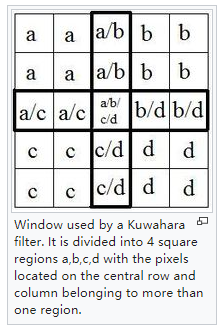 a a a/b b b
a a a/b b b
a/c a/c a/b/
c/d b/d b/d
c c c/d d d
c c c/d d d
Window used by a Kuwahara
filter. It is divided into 4 square
regions a,b,c,d with the pixels
located on the central row and
column belonging to more than
one region.